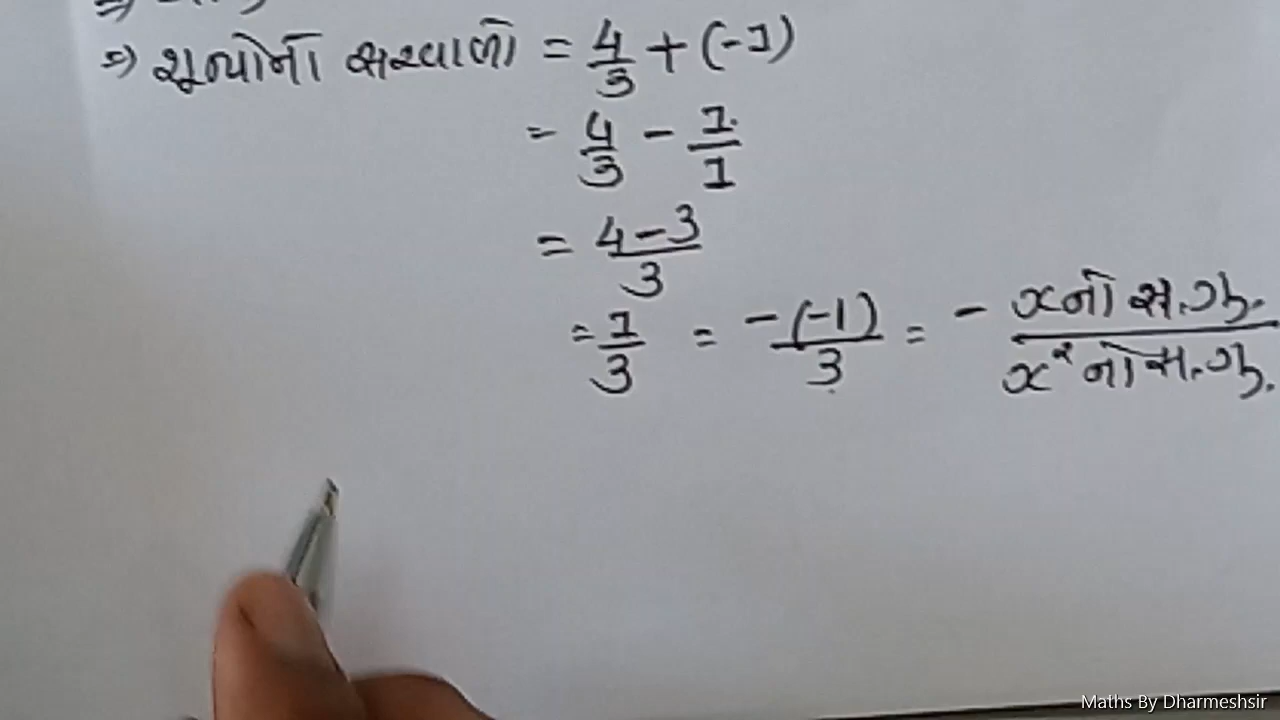 ⇒ શૂન્યોનો સરવાળો = 4/3 + (-1)
= 4/3 - 1/1
= 4-3/3
= 1/3 = -(-1)/3 = - xનો સ.ગુ./x² નો સ.ગુ.
Maths By Dharmeshsir